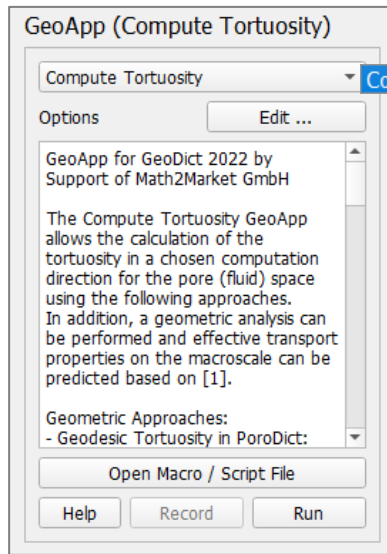 GeoApp (Compute Tortuosity)
Compute Tortuosity
Co
Options
Edit ...
GeoApp for GeoDict 2022 by
Support of Math2Market GmbH
The Compute Tortuosity GeoApp
allows the calculation of the
tortuosity in a chosen computation
direction for the pore (fluid) space
using the following approaches.
In addition, a geometric analysis can
be performed and effective transport
properties on the macroscale can be
predicted based on [1].
Geometric Approaches:
- Geodesic Tortuosity in PoroDict:
Open Macro / Script File
Help
Record
Run